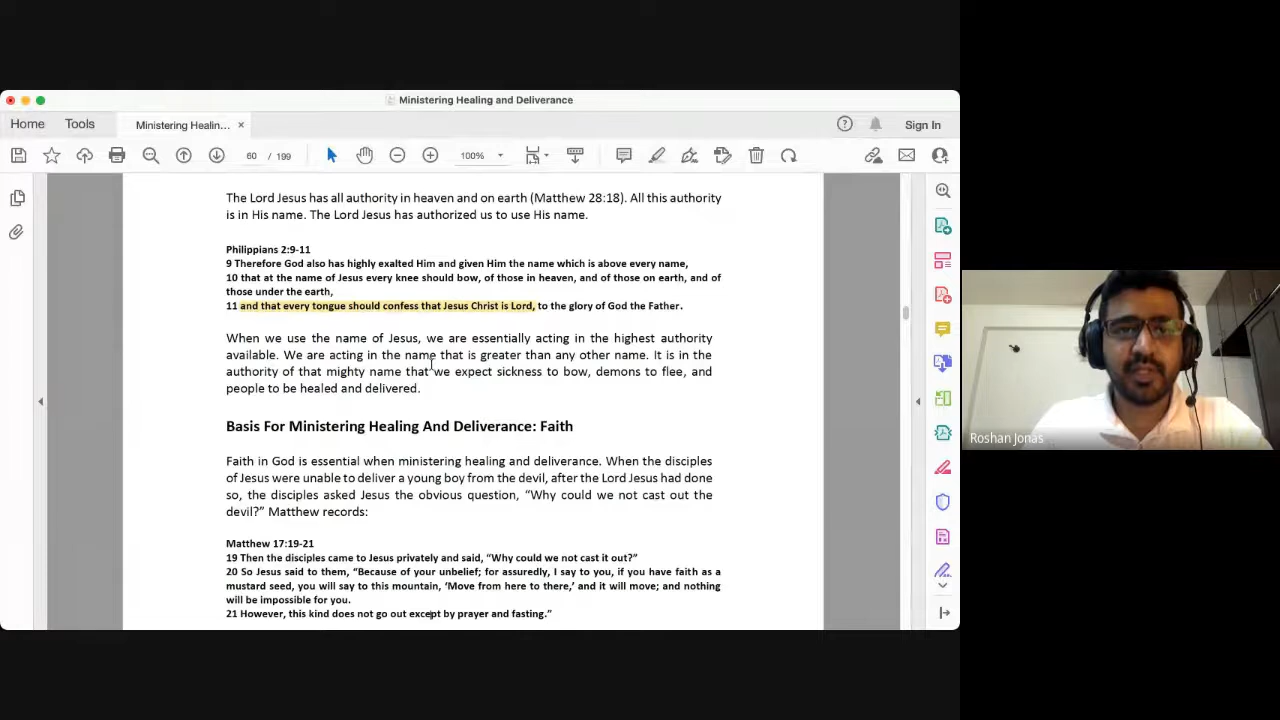 Ministering Healing and Deliverance
Home
Tools
Ministering Healin...
Sign In
60 / 199
100%
The Lord Jesus has all authority in heaven and on earth (Matthew 28:18). All this authority
is in His name. The Lord Jesus has authorized us to use His name.
Philippians 2:9-11
9 Therefore God also has highly exalted Him and given Him the name which is above every name,
10 that at the name of Jesus every knee should bow, of those in heaven, and of those on earth, and of
those under the earth,
11 and that every tongue should confess that Jesus Christ is Lord, to the glory of God the Father.
When we use the name of Jesus, we are essentially acting in the highest authority
available. We are acting in the name that is greater than any other name. It is in the
authority of that mighty name that we expect sickness to bow, demons to flee, and
people to be healed and delivered.
Basis For Ministering Healing And Deliverance: Faith
Faith in God is essential when ministering healing and deliverance. When the disciples
of Jesus were unable to deliver a young boy from the devil, after the Lord Jesus had done
so, the disciples asked Jesus the obvious question, “Why could we not cast out the
devil?” Matthew records:
Matthew 17:19-21
19 Then the disciples came to Jesus privately and said, “Why could we not cast it out?”
20 So Jesus said to them, “Because of your unbelief; for assuredly, I say to you, if you have faith as a
mustard seed, you will say to this mountain, ‘Move from here to there,’ and it will move; and nothing
will be impossible for you.
21 However, this kind does not go out except by prayer and fasting.”
Roshan Jonas